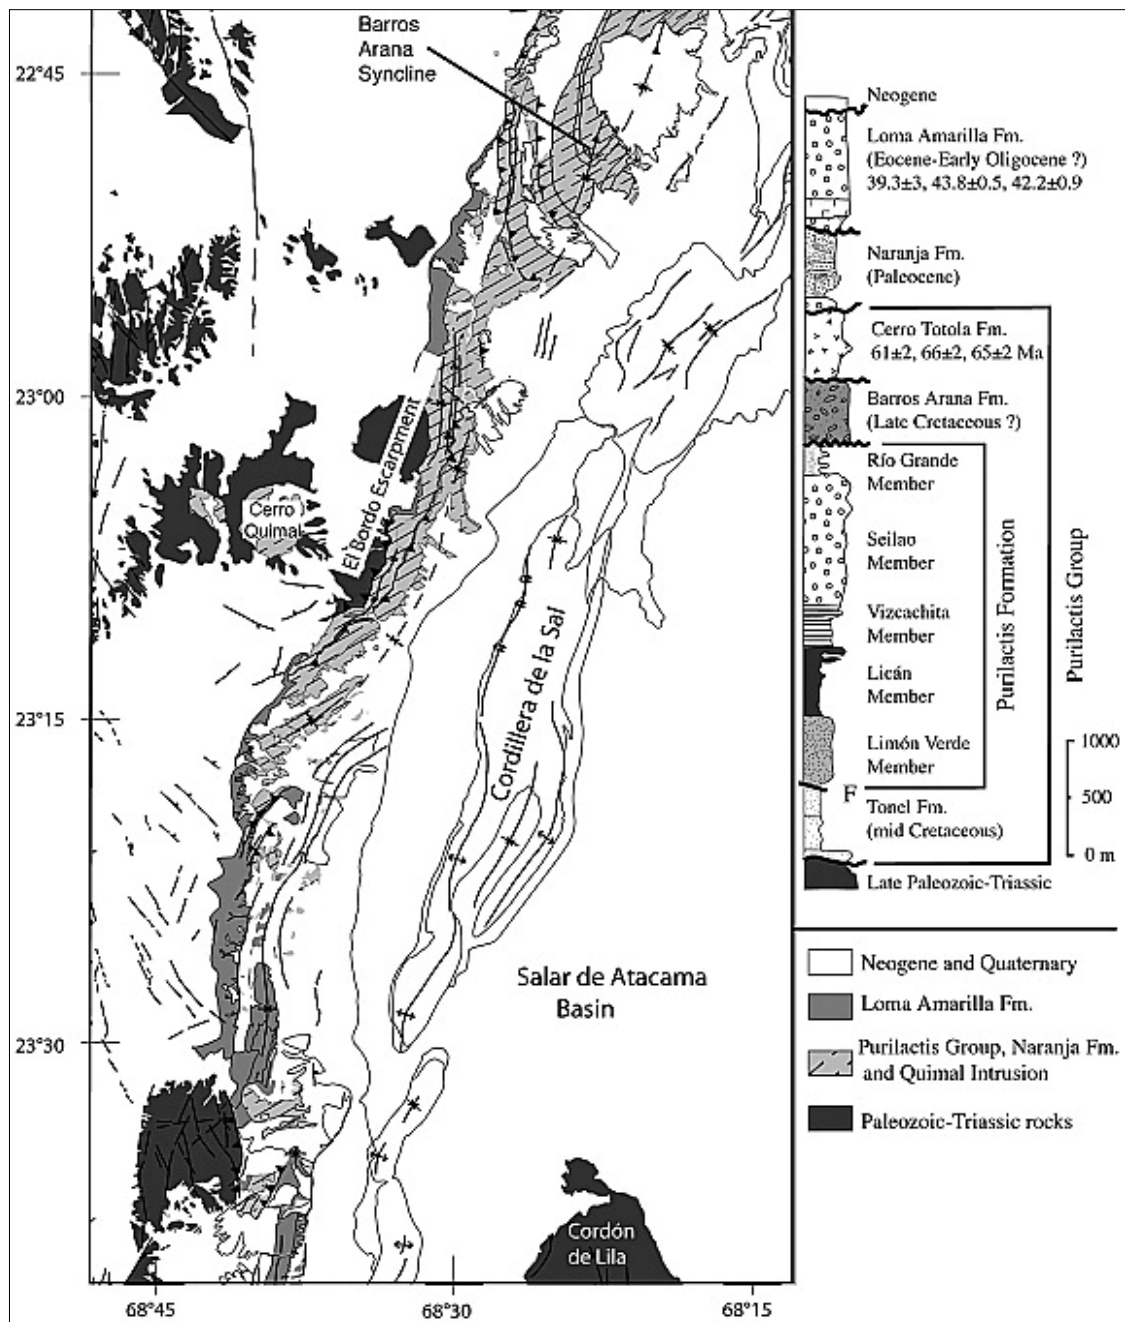 Barros
Arana
Syncline
22°45
23°00
23°15
23°30
El Bordo Escarpment
Cerro
Quimal
Cordillera de la Sal
Salar de Atacama
Basin
Cordón
de Lila
68°45
68°30
68°15
Neogene
Loma Amarilla Fm.
(Eocene-Early Oligocene ?)
39.3±3, 43.8±0.5, 42.2±0.9
Naranja Fm.
(Paleocene)
Cerro Totola Fm.
61±2, 66±2, 65±2 Ma
Barros Arana Fm.
(Late Cretaceous ?)
Río Grande
Member
Seilao
Member
Vizcachita
Member
Licán
Member
Limón Verde
Member
F
Tonel Fm.
(mid Cretaceous)
Late Paleozoic-Triassic
Purilactis Formation
Purilactis Group
1000
500
0 m
Neogene and Quaternary
Loma Amarilla Fm.
Purilactis Group, Naranja Fm.
and Quimal Intrusion
Paleozoic-Triassic rocks